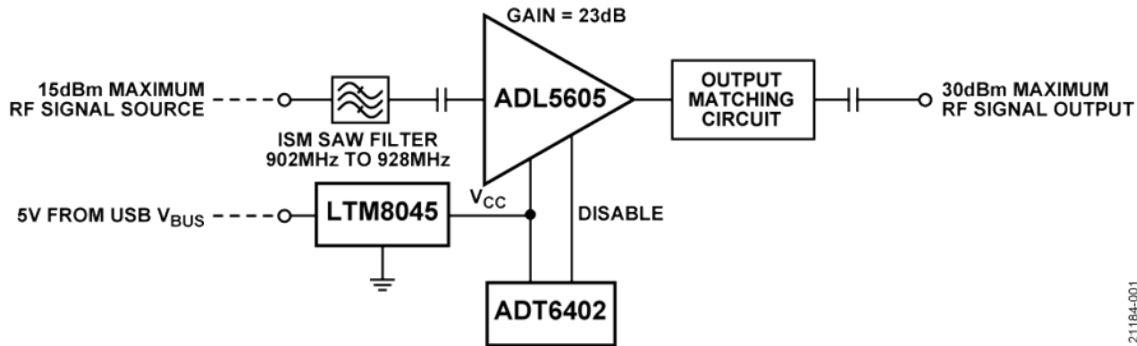 GAIN = 23dB
15dBm MAXIMUM
RF SIGNAL SOURCE
ISM SAW FILTER
902MHz TO 928MHz
ADL5605
OUTPUT
MATCHING
CIRCUIT
30dBm MAXIMUM
RF SIGNAL OUTPUT
5V FROM USB VBUS
LTM8045
VCC
DISABLE
ADT6402
21184-001